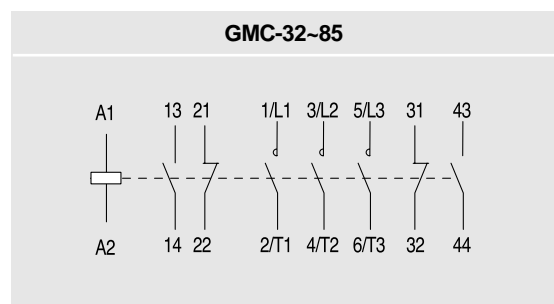 GMC-32~85
A1 13 21 1/L1 3/L2 5/L3 31 43
A2 14 22 2/T1 4/T2 6/T3 32 44